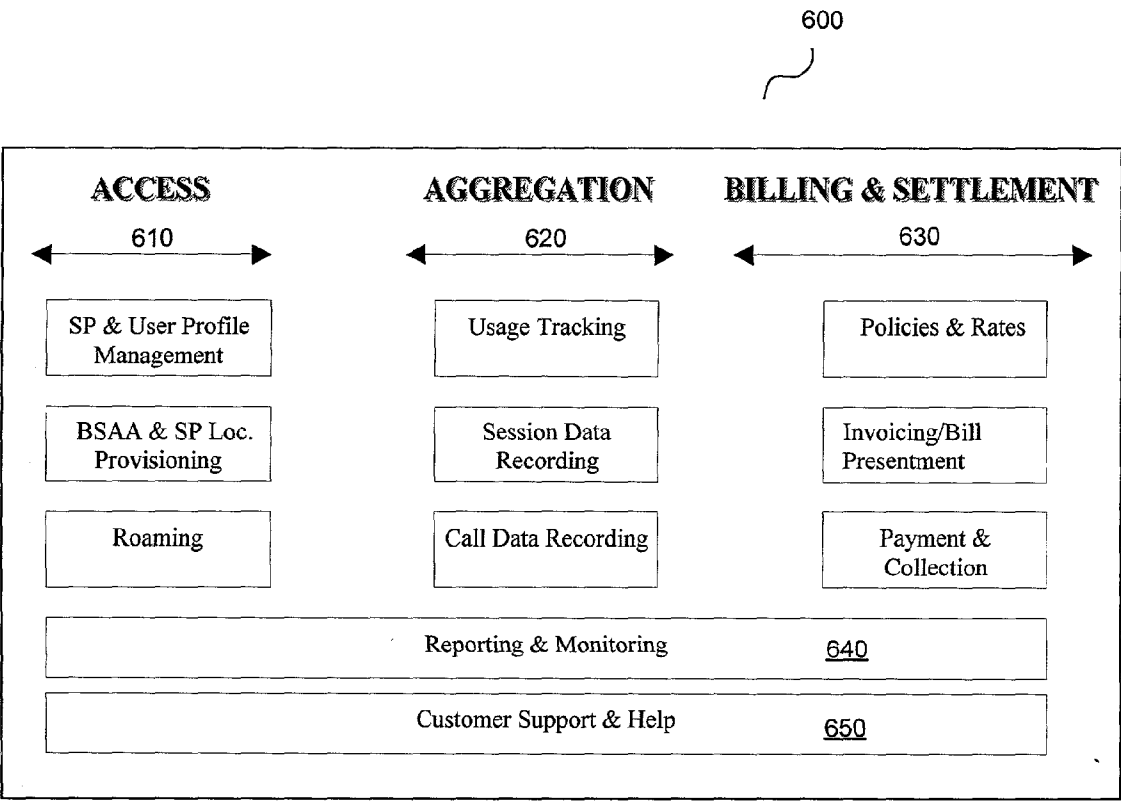 600
ACCESS
AGGREGATION
BILLING & SETTLEMENT
610
620
630
SP & User Profile
Management
Usage Tracking
Policies & Rates
BSAA & SP Loc.
Provisioning
Session Data
Recording
Invoicing/Bill
Presentment
Roaming
Call Data Recording
Payment &
Collection
Reporting & Monitoring 640
Customer Support & Help 650